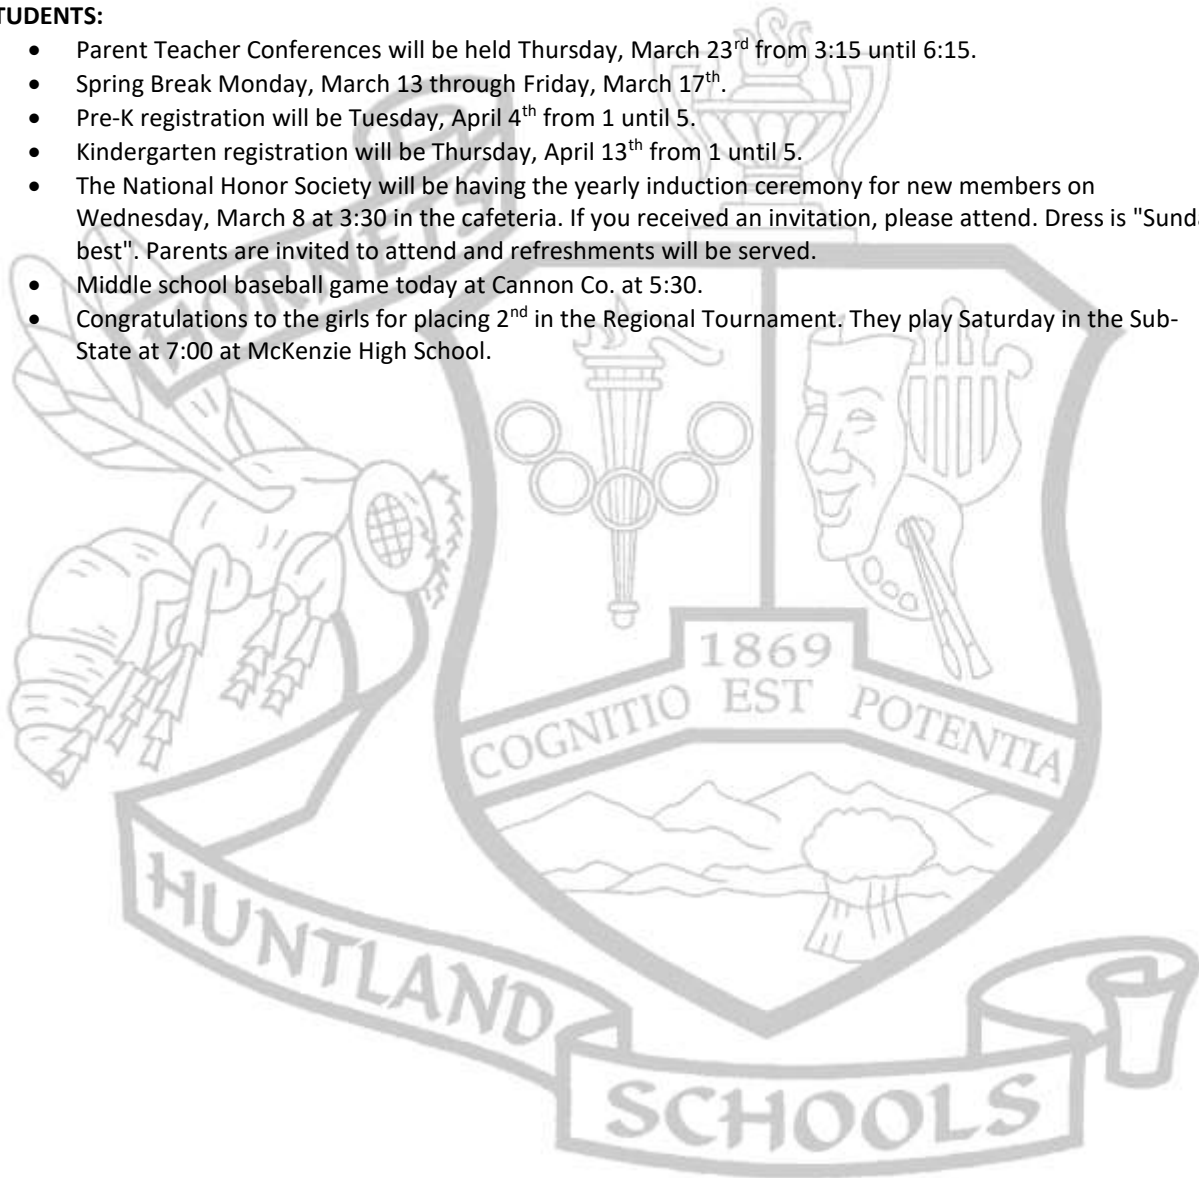 TUDENTS:
• Parent Teacher Conferences will be held Thursday, March 23rd from 3:15 until 6:15.
• Spring Break Monday, March 13 through Friday, March 17th.
• Pre-K registration will be Tuesday, April 4th from 1 until 5.
• Kindergarten registration will be Thursday, April 13th from 1 until 5.
• The National Honor Society will be having the yearly induction ceremony for new members on
Wednesday, March 8 at 3:30 in the cafeteria. If you received an invitation, please attend. Dress is "Sund
best". Parents are invited to attend and refreshments will be served.
• Middle school baseball game today at Cannon Co. at 5:30.
• Congratulations to the girls for placing 2nd in the Regional Tournament. They play Saturday in the Sub-
State at 7:00 at McKenzie High School.
HORNETS
1869
COGNITIO EST POTENTIA
HUNTLAND
SCHOOLS